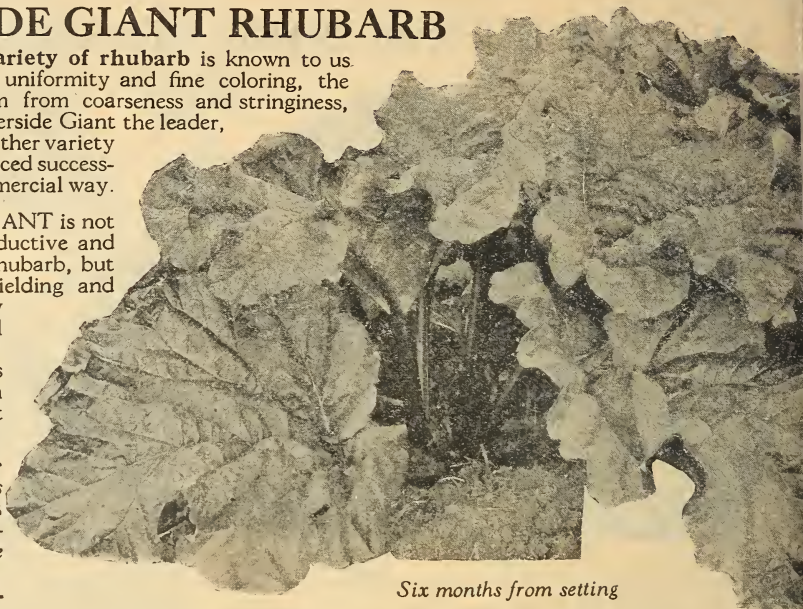 DE GIANT RHUBARB
ariety of rhubarb is known to us.
uniformity and fine coloring, the
n from coarseness and stringiness,
erside Giant the leader,
ther variety
ced success-
mercial way.
ANT is not
ductive and
hubarb, but
ielding and
Six months from setting